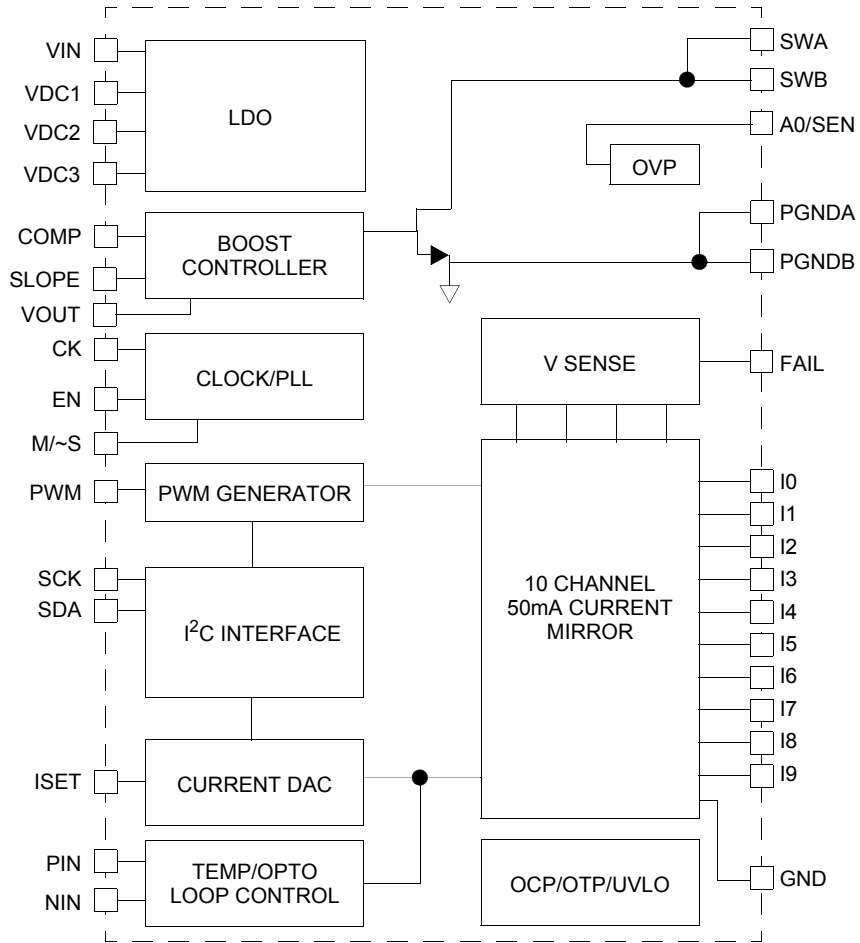 VIN
VDC1
VDC2
VDC3
LDO
COMP
SLOPE
VOUT
BOOST
CONTROLLER
CK
EN
M/~S
CLOCK/PLL
PWM
PWM GENERATOR
SCK
SDA
I²C INTERFACE
ISET
CURRENT DAC
PIN
NIN
TEMP/OPTO
LOOP CONTROL
SWA
SWB
A0/SEN
OVP
PGNDA
PGNDB
V SENSE
FAIL
10 CHANNEL
50mA CURRENT
MIRROR
I0
I1
I2
I3
I4
I5
I6
I7
I8
I9
OCP/OTP/UVLO
GND